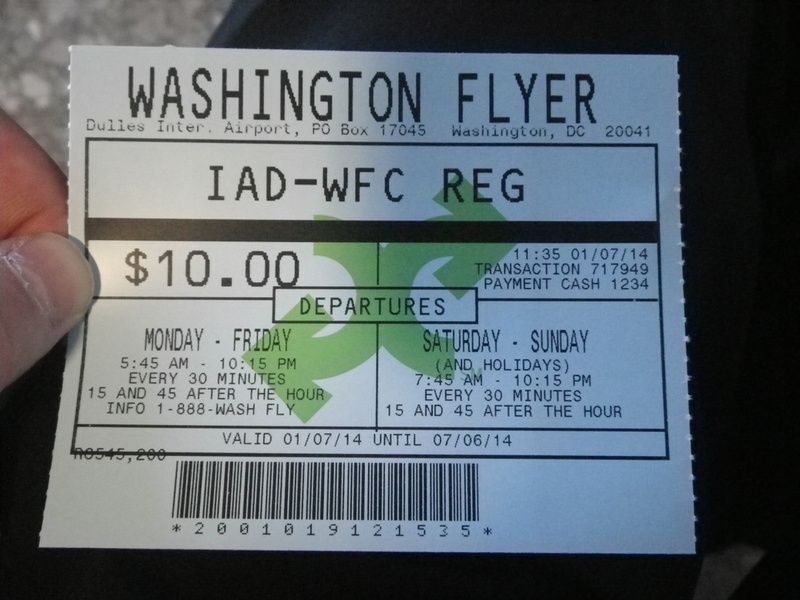 WASHINGTON FLYER
Dulles Inter. Airport, PO Box 17045 Washington, DC 20041
IAD-WFC REG
$10.00
11:35 01/07/14
TRANSACTION 717949
PAYMENT CASH 1234
DEPARTURES
MONDAY - FRIDAY
5:45 AM - 10:15 PM
EVERY 30 MINUTES
15 AND 45 AFTER THE HOUR
INFO 1-888-WASH FLY
SATURDAY - SUNDAY
(AND HOLIDAYS)
7:45 AM - 10:15 PM
EVERY 30 MINUTES
15 AND 45 AFTER THE HOUR
VALID 01/07/14 UNTIL 07/06/14
RO545,200
*2001019121535*